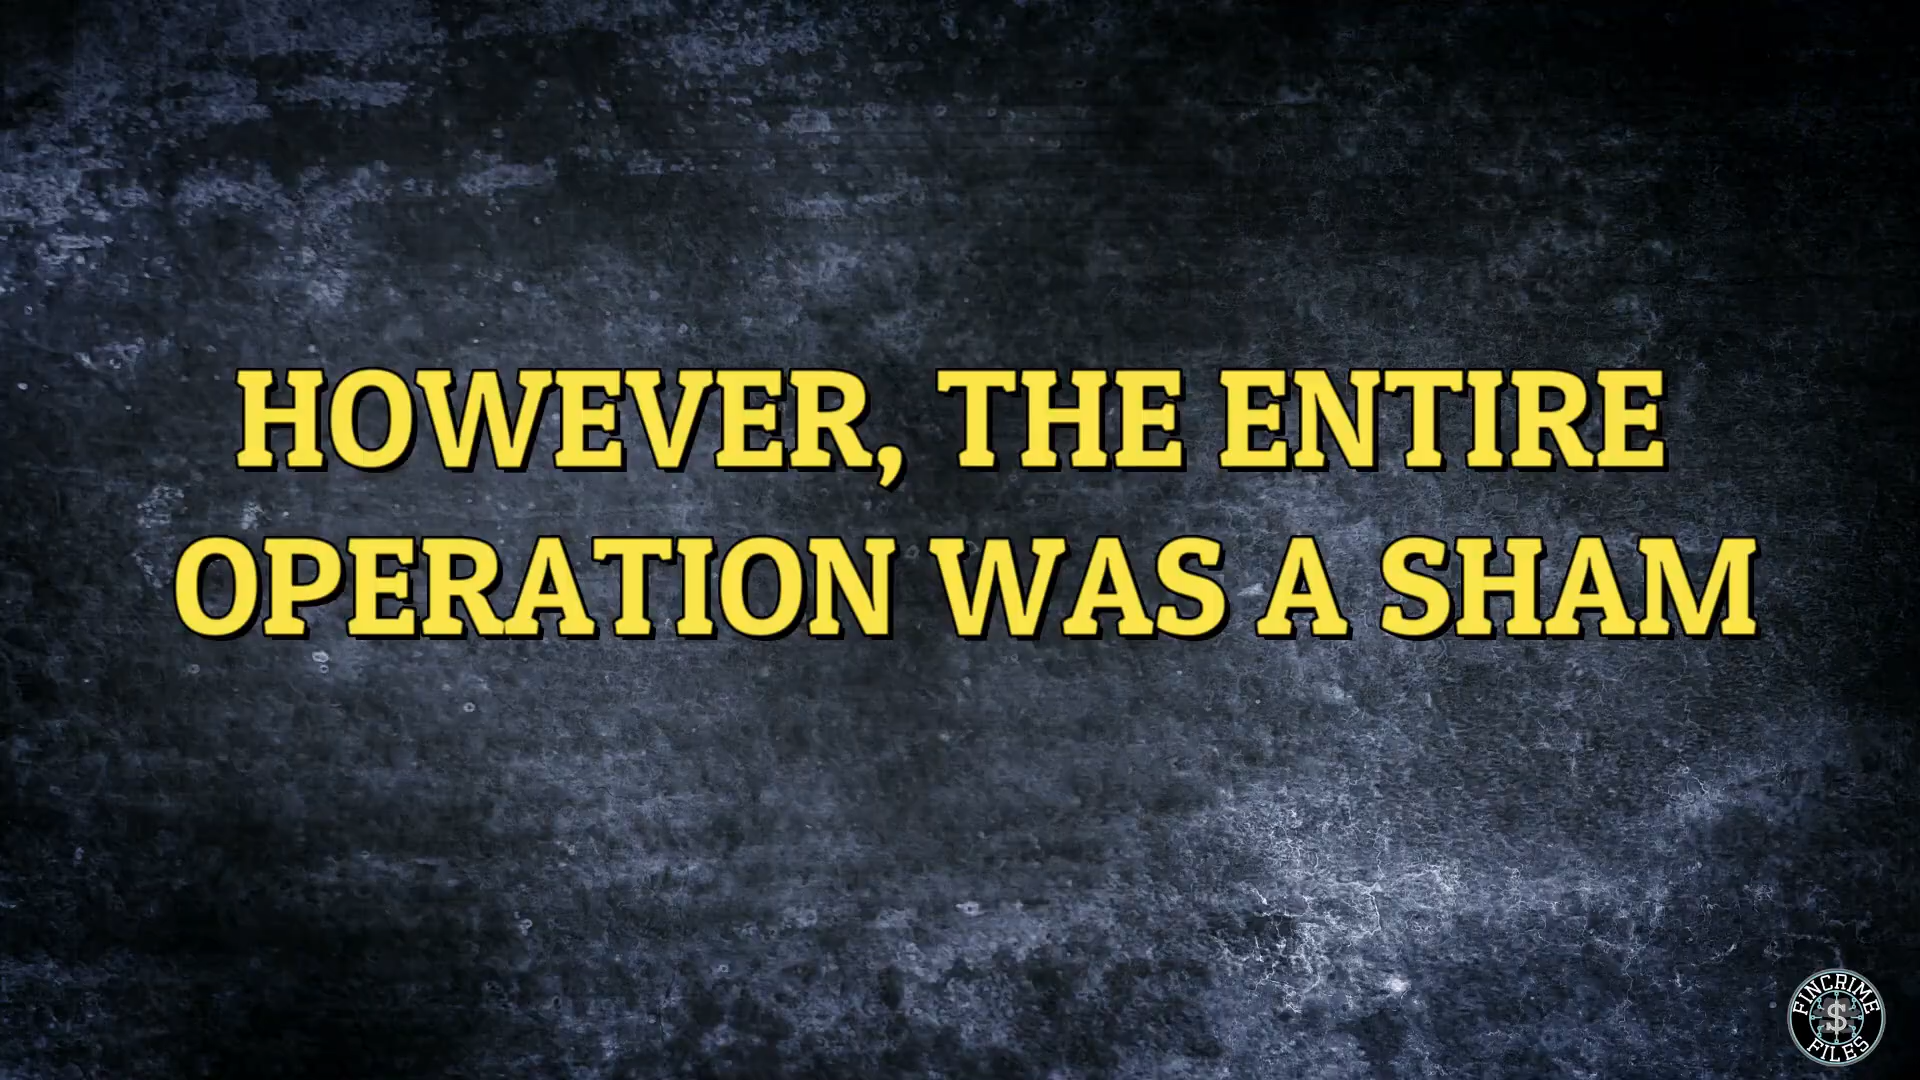 HOWEVER, THE ENTIRE
OPERATION WAS A SHAM
FINCRIME
$
FILES